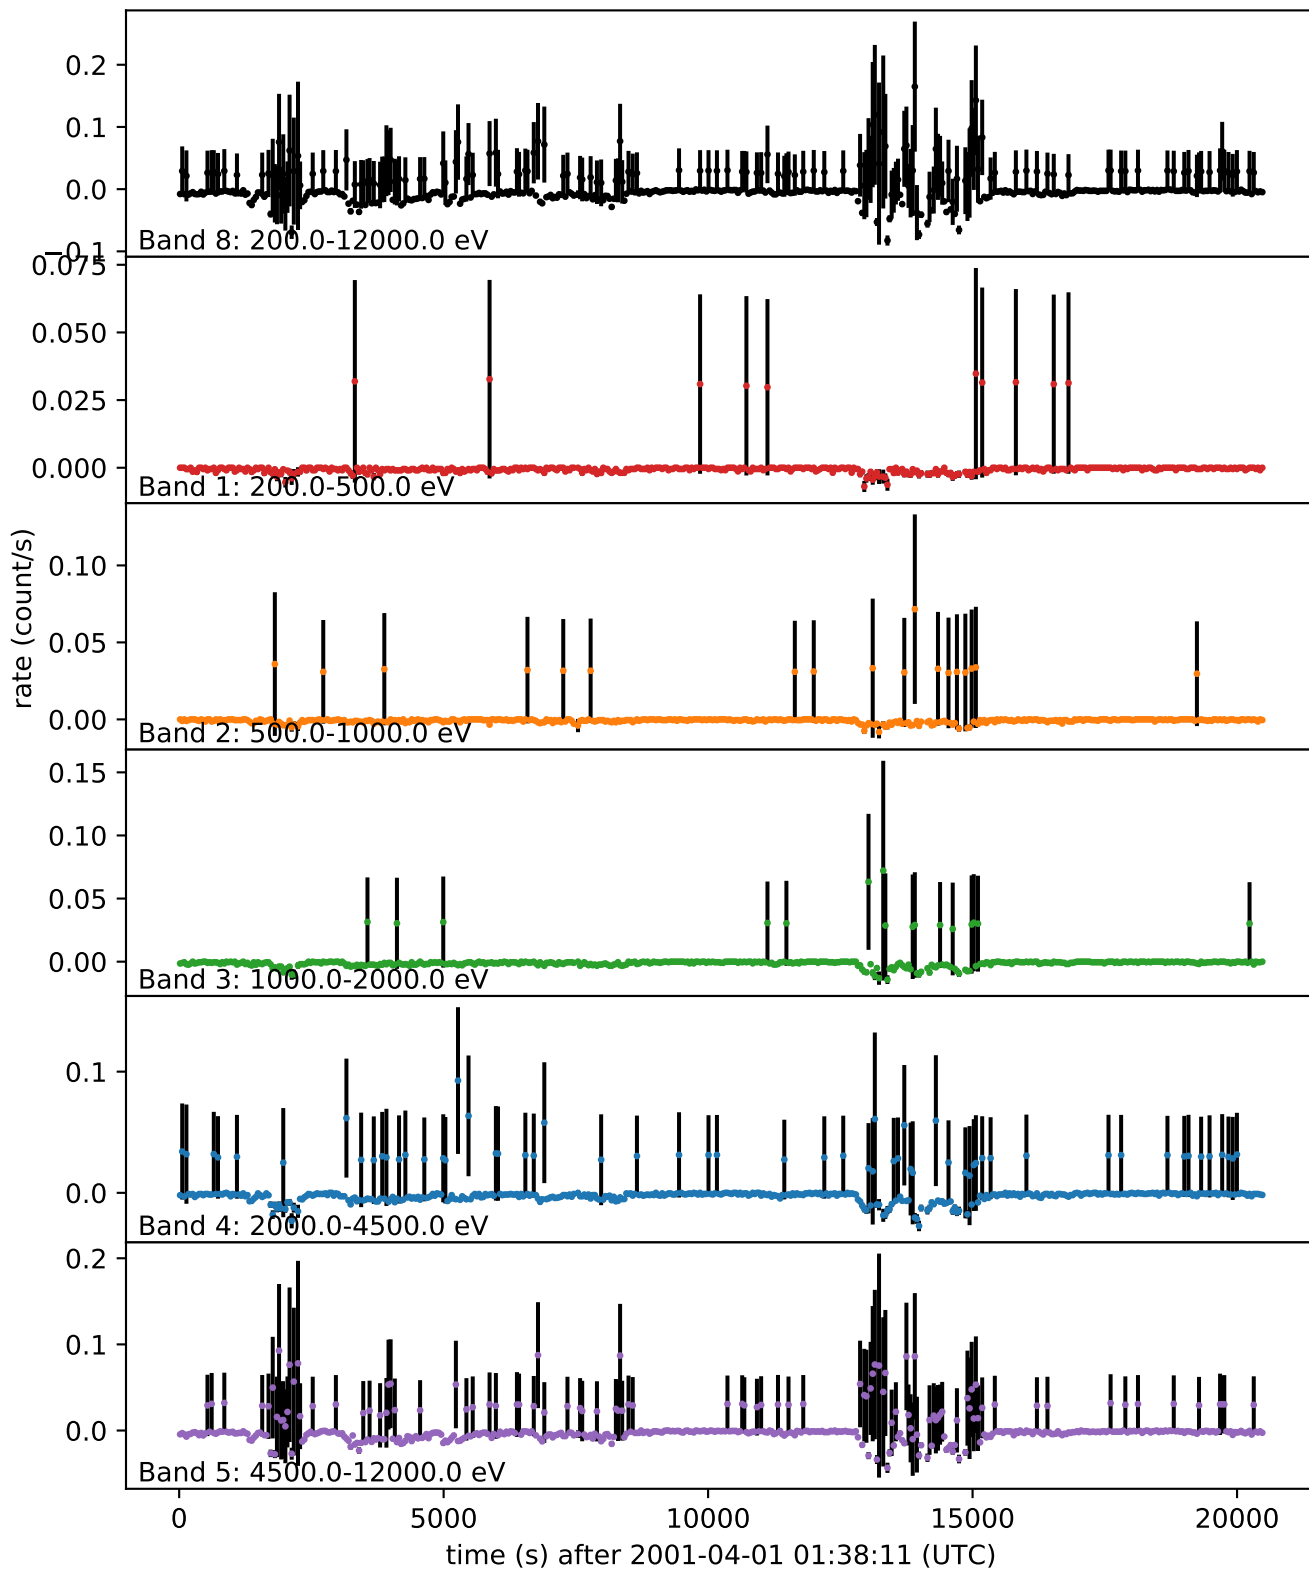 0.2
0.1
0.0
−0.1
Band 8: 200.0-12000.0 eV
0.075
0.050
0.025
0.000
Band 1: 200.0-500.0 eV
rate (count/s)
0.10
0.05
0.00
Band 2: 500.0-1000.0 eV
0.15
0.10
0.05
0.00
Band 3: 1000.0-2000.0 eV
0.1
0.0
Band 4: 2000.0-4500.0 eV
0.2
0.1
0.0
Band 5: 4500.0-12000.0 eV
0 5000 10000 15000 20000
time (s) after 2001-04-01 01:38:11 (UTC)